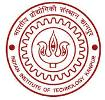 भारतीय प्रौद्योगिकी संस्थान कानपुर
INDIAN INSTITUTE OF TECHNOLOGY KANPUR